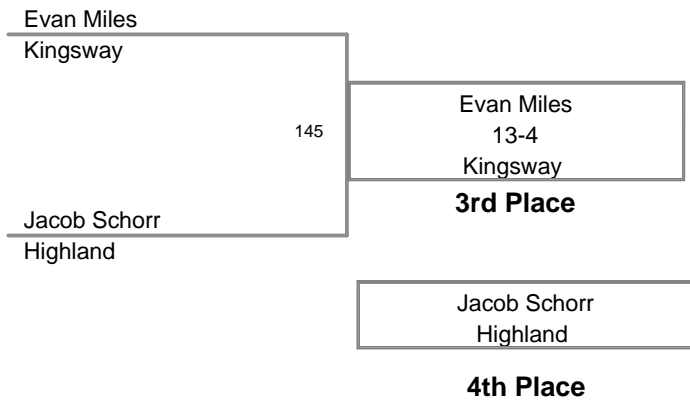 Evan Miles
Kingsway
145
Evan Miles
13-4
Kingsway
3rd Place
Jacob Schorr
Highland
Jacob Schorr
Highland
4th Place